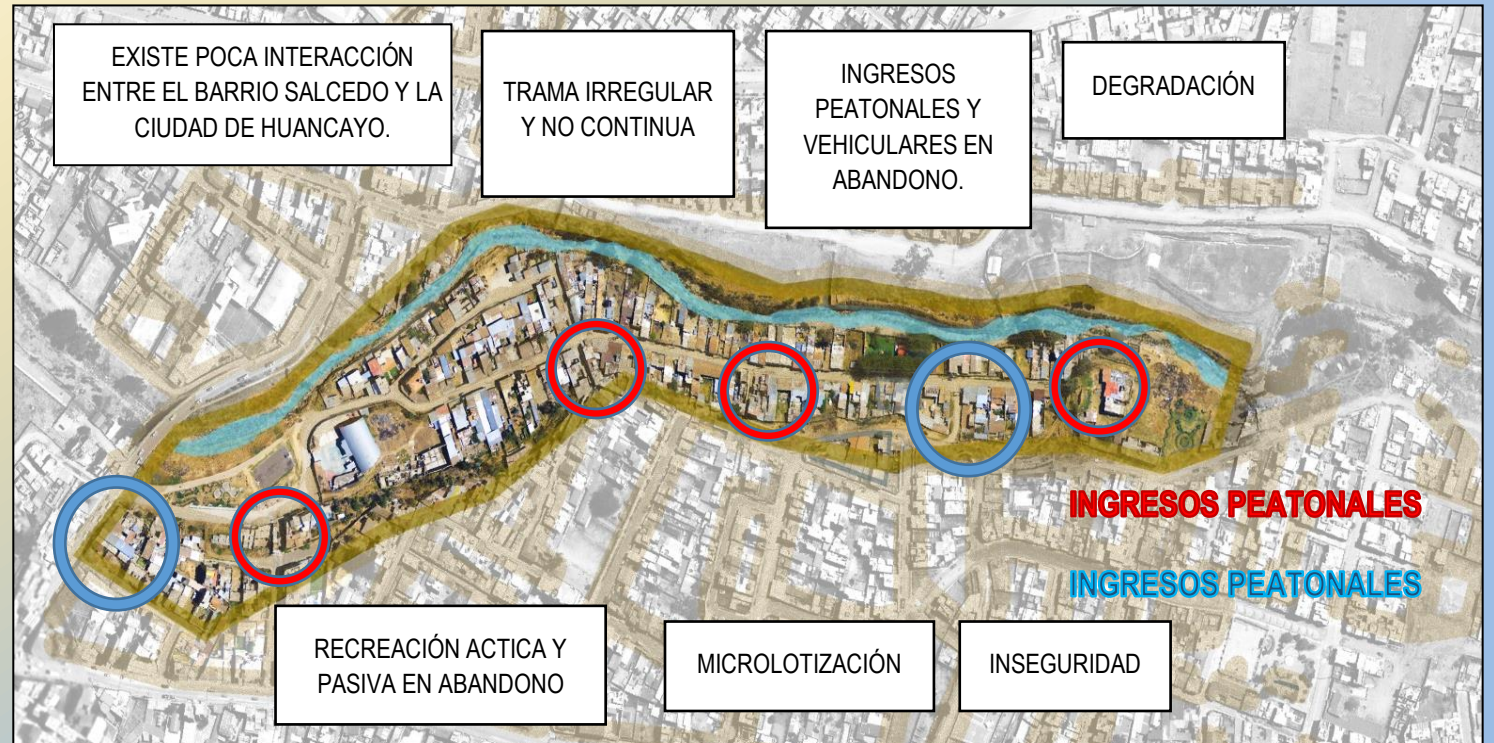 EXISTE POCA INTERACCIÓN
ENTRE EL BARRIO SALCEDO Y LA
CIUDAD DE HUANCAYO.
TRAMA IRREGULAR
Y NO CONTINUA
INGRESOS
PEATONALES Y
VEHICULARES EN
ABANDONO.
DEGRADACIÓN
INGRESOS PEATONALES
INGRESOS PEATONALES
RECREACIÓN ACTICA Y
PASIVA EN ABANDONO
MICROLOTIZACIÓN
INSEGURIDAD